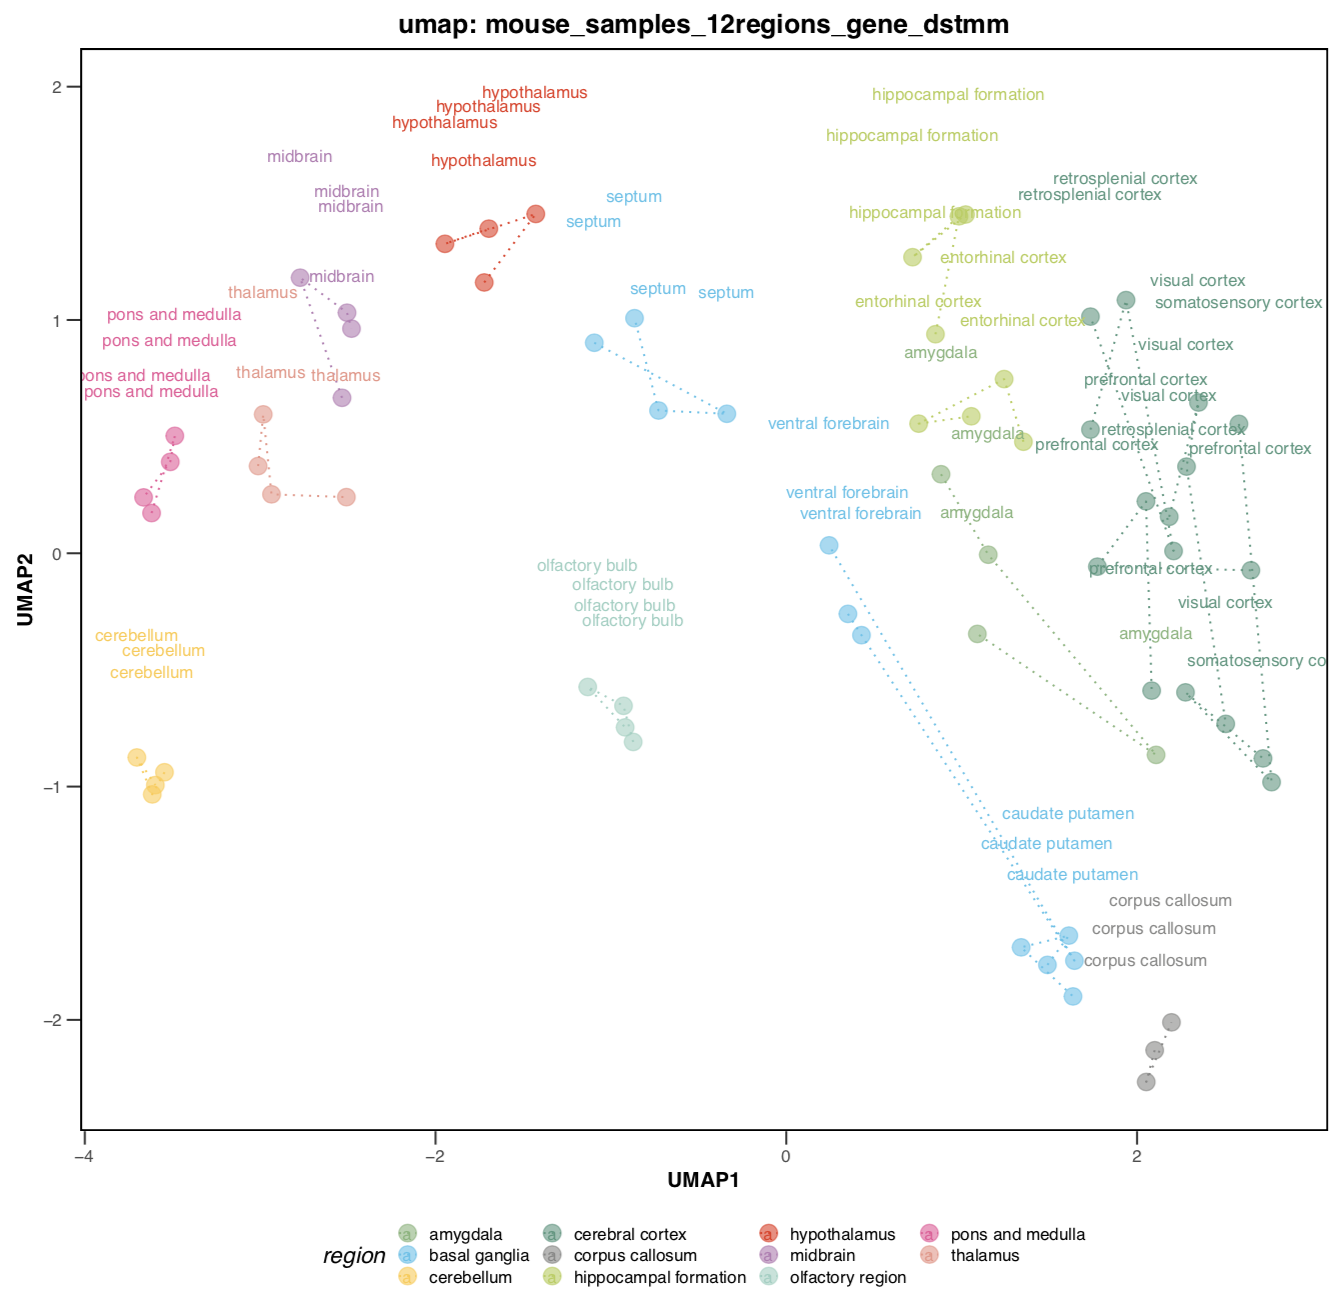 umap: mouse_samples_12regions_gene_dstmm
hypothalamus
hypothalamus
hypothalamus
hypothalamus
midbrain
midbrain
midbrain
midbrain
septum
septum
septum
septum
hippocampal formation
hippocampal formation
hippocampal formation
retrosplenial cortex
retrosplenial cortex
entorhinal cortex
entorhinal cortex
entorhinal cortex
visual cortex
somatosensory cortex
visual cortex
thalamus
thalamus
thalamus
pons and medulla
pons and medulla
pons and medulla
pons and medulla
amygdala
prefrontal cortex
visual cortex
retrosplenial cortex
prefrontal cortex
prefrontal cortex
ventral forebrain
amygdala
ventral forebrain
ventral forebrain
amygdala
prefrontal cortex
visual cortex
olfactory bulb
olfactory bulb
olfactory bulb
olfactory bulb
cerebellum
cerebellum
cerebellum
amygdala
somatosensory co
caudate putamen
caudate putamen
caudate putamen
corpus callosum
corpus callosum
corpus callosum
2
1
0
−1
−2
UMAP2
−4
−2
0
2
UMAP1
region
a amygdala
a basal ganglia
a cerebellum
a cerebral cortex
a corpus callosum
a hippocampal formation
a hypothalamus
a midbrain
a olfactory region
a pons and medulla
a thalamus